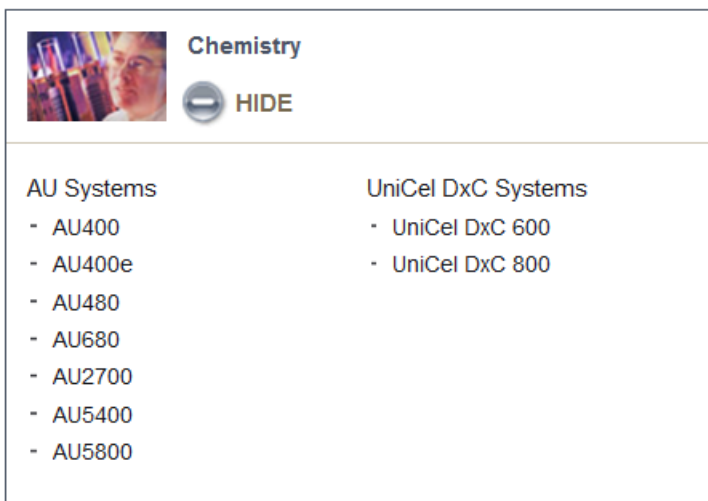 Chemistry
HIDE
AU Systems
- AU400
- AU400e
- AU480
- AU680
- AU2700
- AU5400
- AU5800
UniCel DxC Systems
- UniCel DxC 600
- UniCel DxC 800